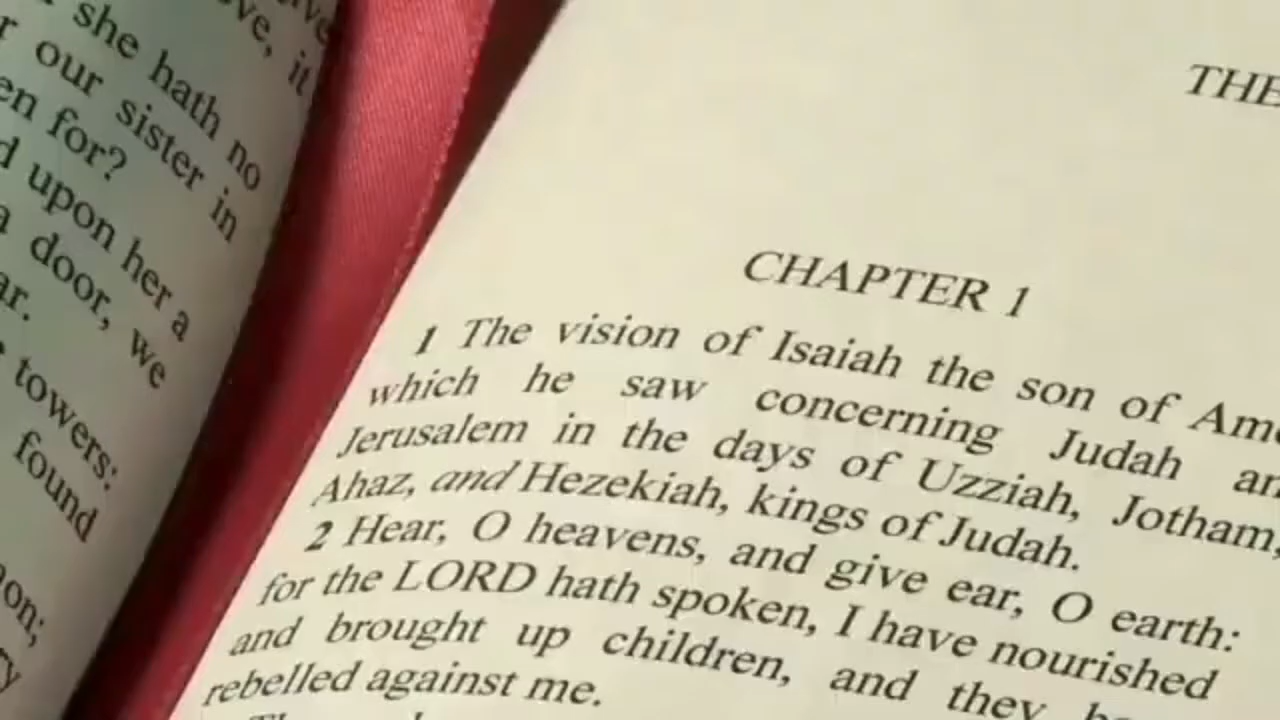 she hath no
our sister in
for?
upon her a
a door, we
towers:
found
THE
CHAPTER 1
1 The vision of Isaiah the son of
which he saw concerning Judah
Jerusalem in the days of Uzziah, Jotham,
Ahaz, and Hezekiah, kings of Judah.
2 Hear, O heavens, and give ear, O earth:
for the LORD hath spoken, I have nourished
and brought up children, and they
rebelled against me.